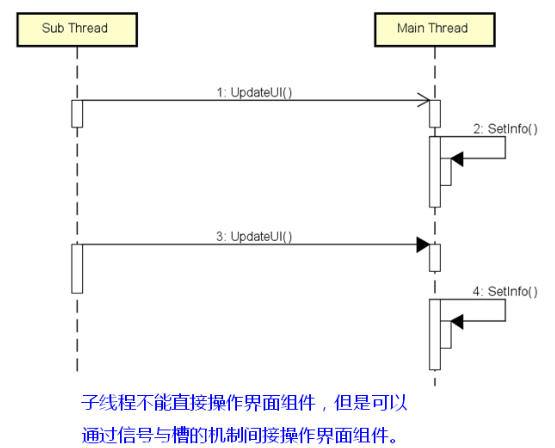 Sub Thread
Main Thread
1: UpdateUI()
2: SetInfo()
3: UpdateUI()
4: SetInfo()
子线程不能直接操作界面组件，但是可以
通过信号与槽的机制间接操作界面组件。